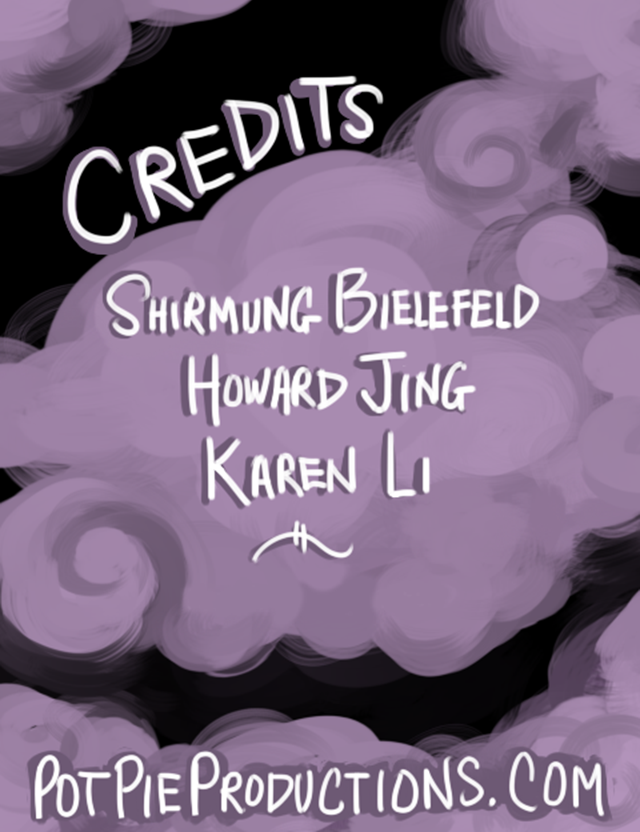 CREDITS
SHIRMUNG BIELEFELD
HOWARD JING
KAREN LI
POTPIEPRODUCTIONS.COM